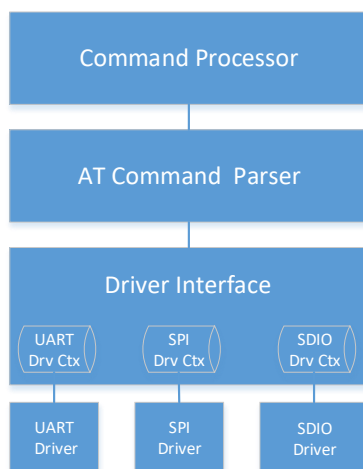 Command Processor
AT Command Parser
Driver Interface
UART
Drv Ctx
SPI
Drv Ctx
SDIO
Drv Ctx
UART
Driver
SPI
Driver
SDIO
Driver